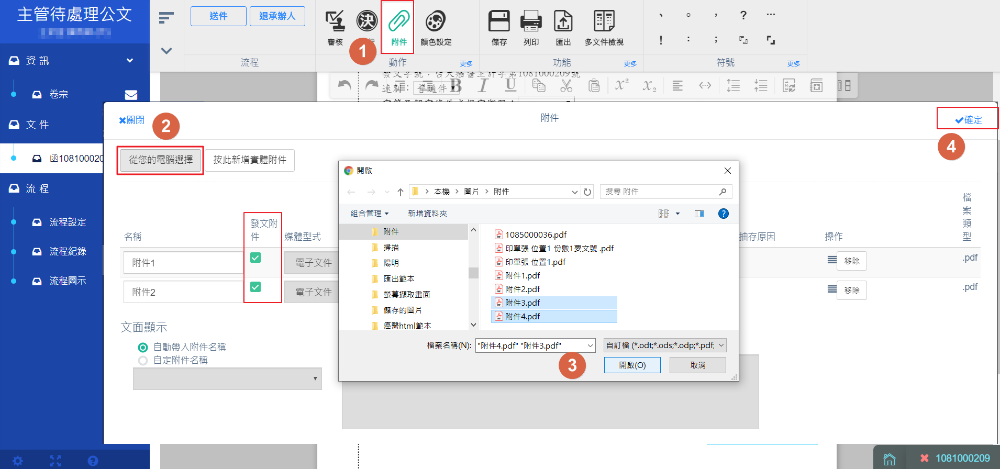 主管待處理公文
資 訊
卷宗
文 件
函10810002
流 程
流程設定
流程紀錄
流程圖示
送件
退承辦人
流程
審核
決
行
附件
顏色設定
動作
更多
儲存
列印
匯出
多文件檢視
功能
更多
、 。 , ? …
! : ; 『』 「」
符號
更多
1
發文字號：台大癌醫主計字第1081000209號
速別：
普通件
B I U X² X₂
關閉
2
附件
確定
4
從您的電腦選擇
按此新增實體附件
名稱
發文附件
媒體型式
抽存原因
操作
檔案類型
附件1
電子文件
移除
.pdf
附件2
電子文件
移除
.pdf
文面顯示
自動帶入附件名稱
自定附件名稱
開啟
本機 > 圖片 > 附件
搜尋 附件
組合管理
新增資料夾
附件
掃描
陽明
匯出範本
螢幕擷取畫面
儲存的圖片
癌醫html範本
1085000036.pdf
印單張 位置1 份數1要文號 .pdf
印單張 位置1.pdf
附件1.pdf
附件2.pdf
附件3.pdf
附件4.pdf
檔案名稱(N):
"附件4.pdf" "附件3.pdf"
自訂檔 (*.odt;*.ods;*.odp;*.pdf;
3
開啟(O)
取消
1081000209